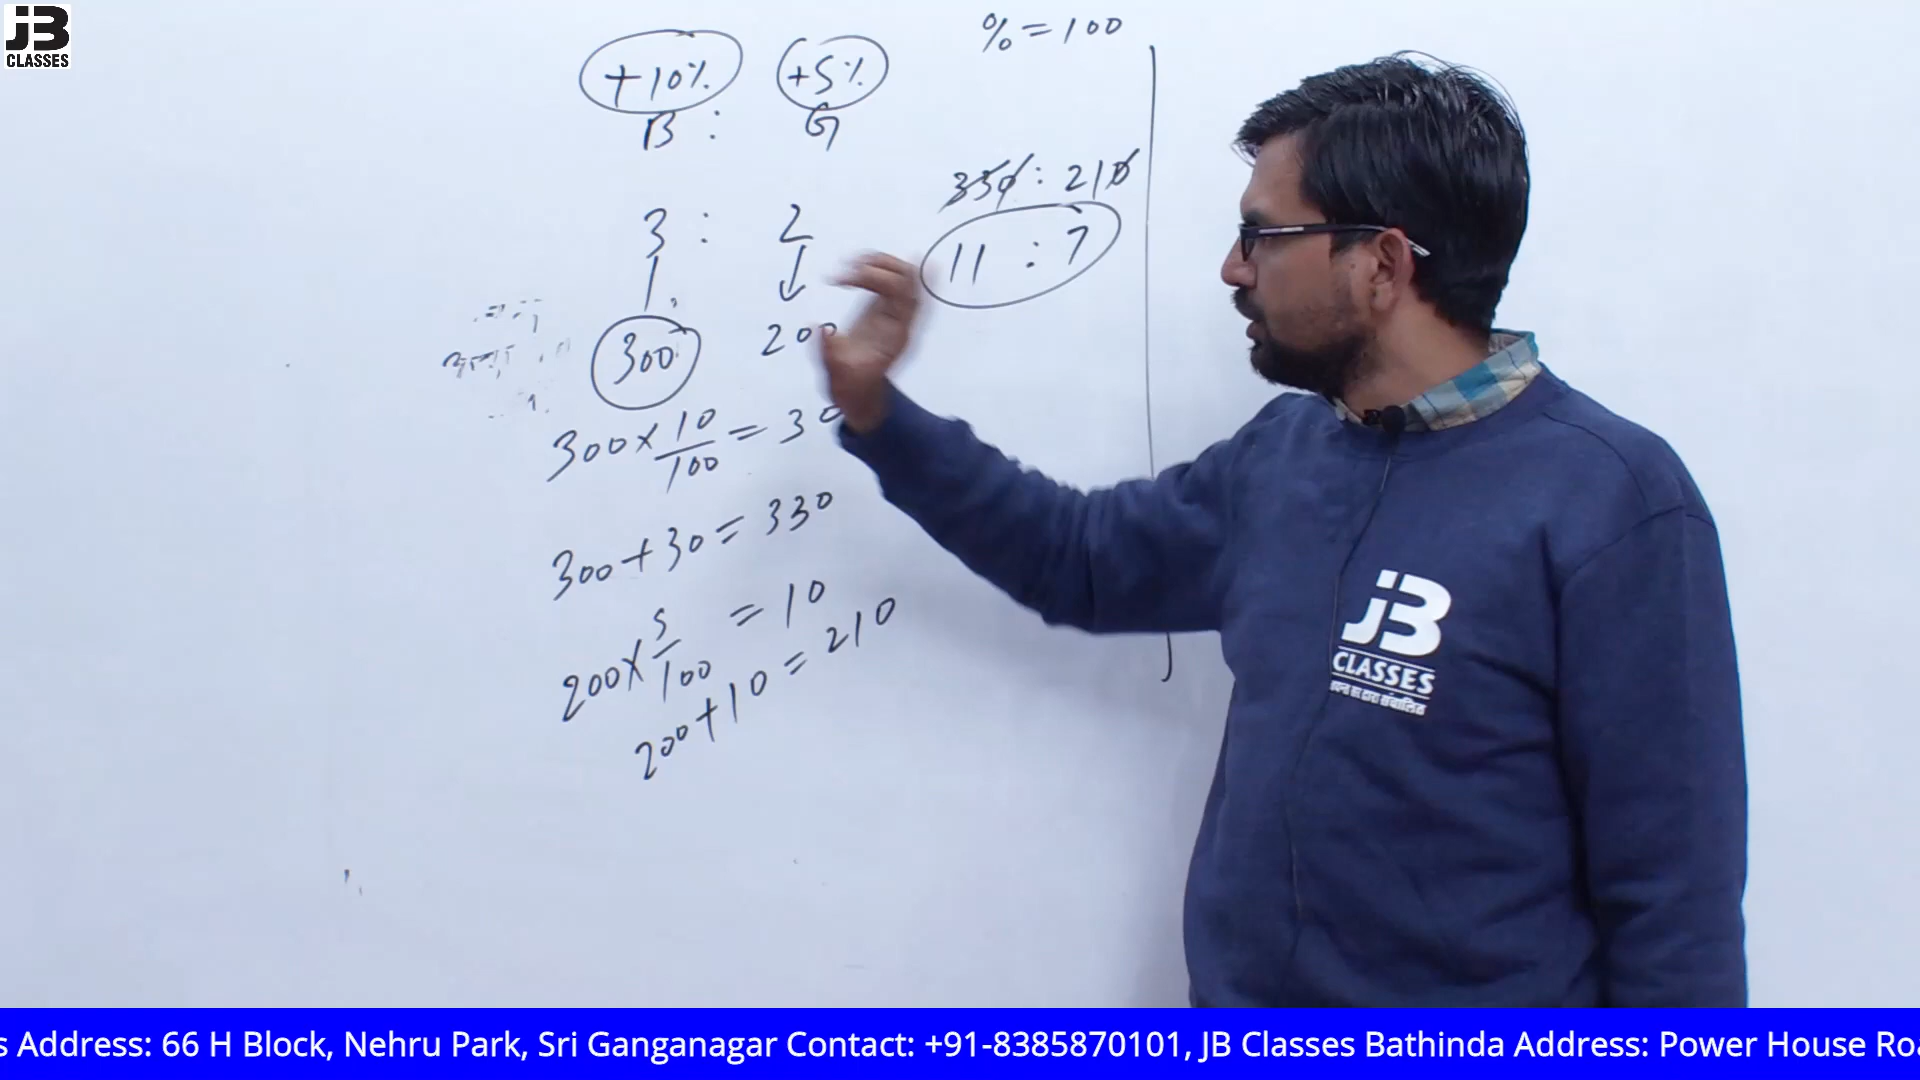 JB
CLASSES
% = 100
+10% +5%
B : G
330 : 210
3 : 2
11 : 7
300 200
300 × 10/100 = 30
300 + 30 = 330
200 × 5/100 = 10
200 + 10 = 210
JB
CLASSES
s Address: 66 H Block, Nehru Park, Sri Ganganagar Contact: +91-8385870101, JB Classes Bathinda Address: Power House Roa